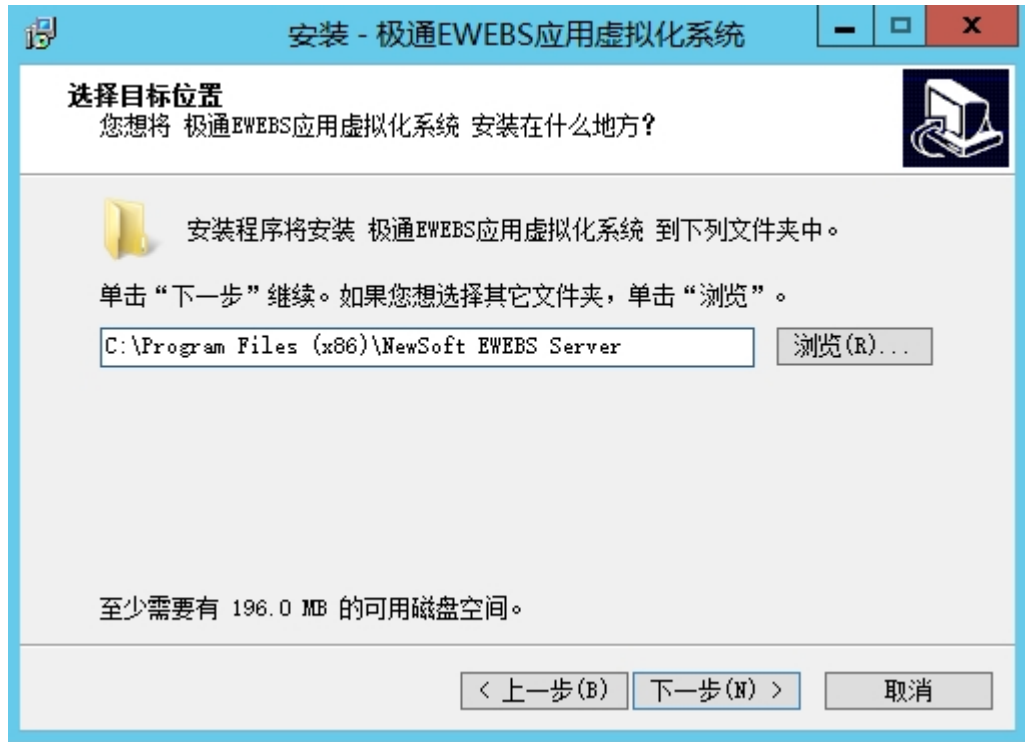 安装 - 极通EWEBS应用虚拟化系统
选择目标位置
您想将 极通EWEBS应用虚拟化系统 安装在什么地方?
安装程序将安装 极通EWEBS应用虚拟化系统 到下列文件夹中。
单击“下一步”继续。如果您想选择其它文件夹，单击“浏览”。
C:\Program Files (x86)\NewSoft EWEBS Server
浏览(R)...
至少需要有 196.0 MB 的可用磁盘空间。
< 上一步(B) 下一步(N) > 取消